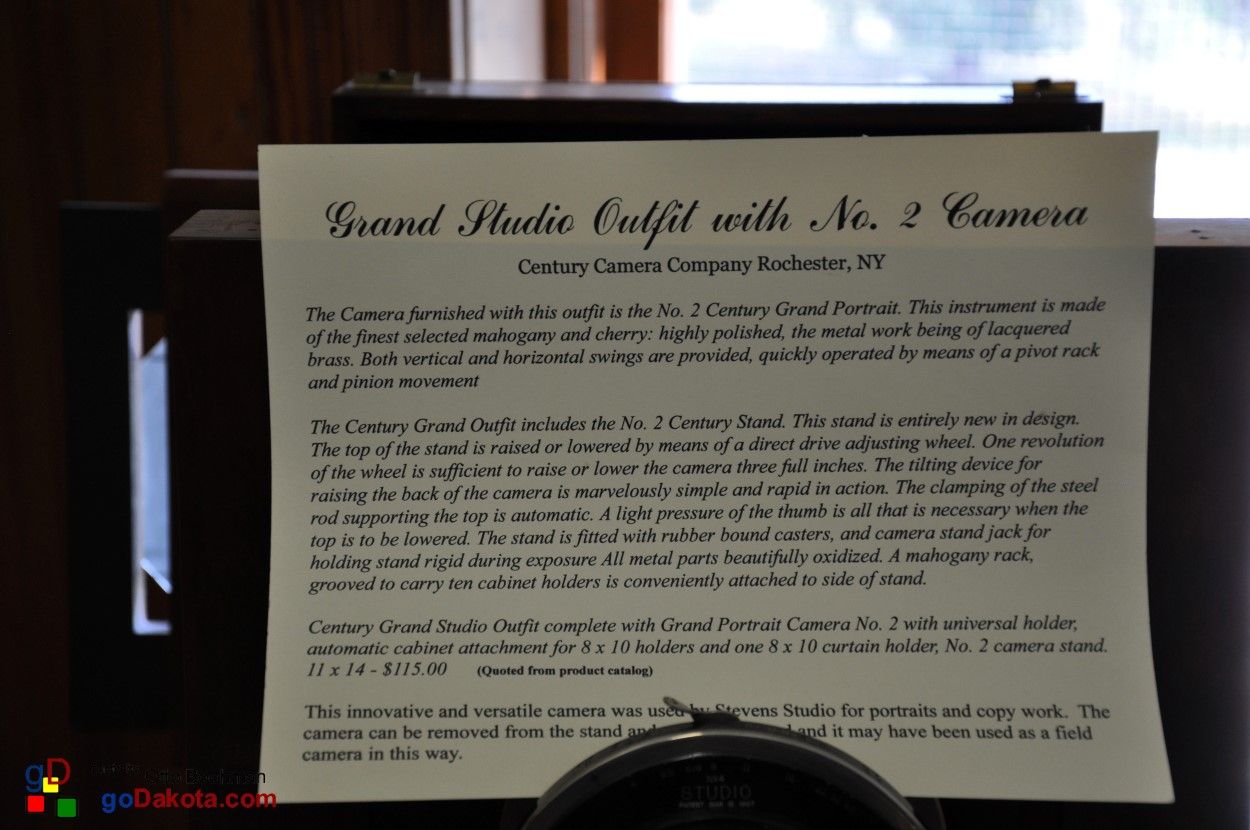 Grand Studio Outfit with No. 2 Camera
Century Camera Company Rochester, NY
The Camera furnished with this outfit is the No. 2 Century Grand Portrait. This instrument is made
of the finest selected mahogany and cherry: highly polished, the metal work being of lacquered
brass. Both vertical and horizontal swings are provided, quickly operated by means of a pivot rack
and pinion movement
The Century Grand Outfit includes the No. 2 Century Stand. This stand is entirely new in design.
The top of the stand is raised or lowered by means of a direct drive adjusting wheel. One revolution
of the wheel is sufficient to raise or lower the camera three full inches. The tilting device for
raising the back of the camera is marvelously simple and rapid in action. The clamping of the steel
rod supporting the top is automatic. A light pressure of the thumb is all that is necessary when the
top is to be lowered. The stand is fitted with rubber bound casters, and camera stand jack for
holding stand rigid during exposure All metal parts beautifully oxidized. A mahogany rack,
grooved to carry ten cabinet holders is conveniently attached to side of stand.
Century Grand Studio Outfit complete with Grand Portrait Camera No. 2 with universal holder,
automatic cabinet attachment for 8 x 10 holders and one 8 x 10 curtain holder, No. 2 camera stand.
11 x 14 - $115.00 (Quoted from product catalog)
This innovative and versatile camera was used by Stevens Studio for portraits and copy work. The
camera can be removed from the stand and it may have been used as a field
camera in this way.
STUDIO
gD
goDakota.com